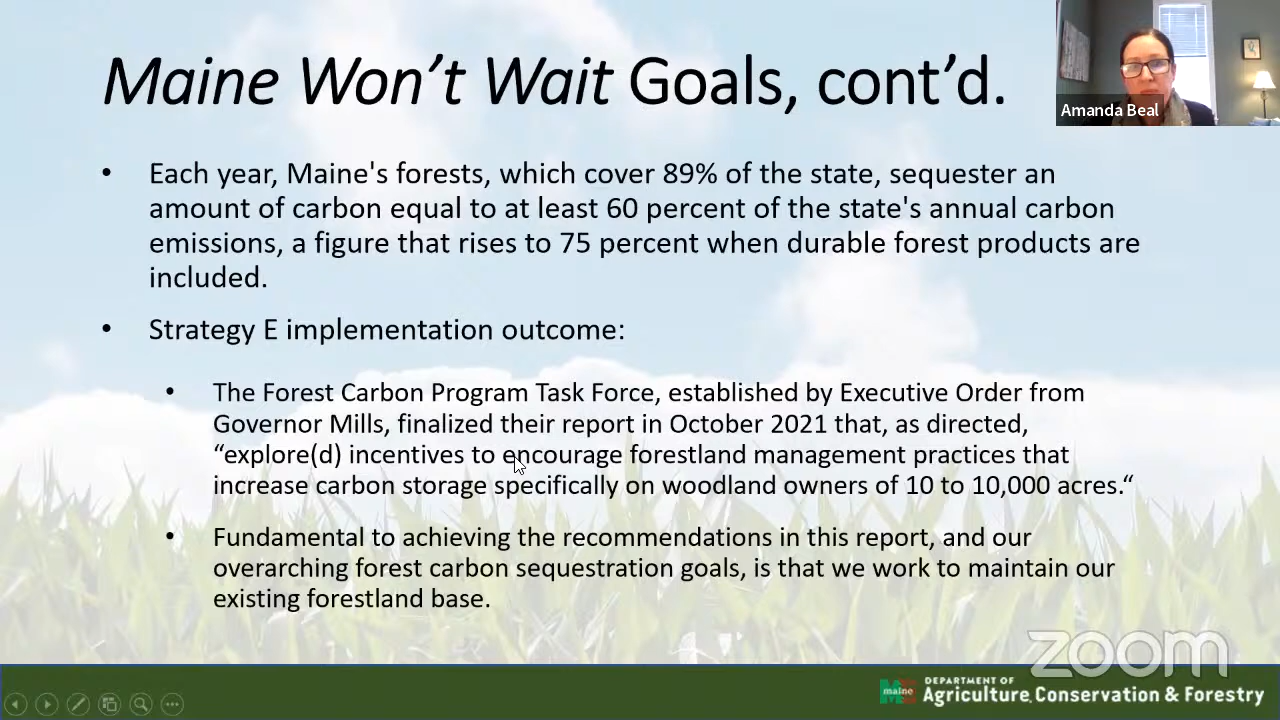 Maine Won't Wait Goals, cont'd.
Amanda Beal
• Each year, Maine's forests, which cover 89% of the state, sequester an
amount of carbon equal to at least 60 percent of the state's annual carbon
emissions, a figure that rises to 75 percent when durable forest products are
included.
• Strategy E implementation outcome:
• The Forest Carbon Program Task Force, established by Executive Order from
Governor Mills, finalized their report in October 2021 that, as directed,
“explore(d) incentives to encourage forestland management practices that
increase carbon storage specifically on woodland owners of 10 to 10,000 acres.“
• Fundamental to achieving the recommendations in this report, and our
overarching forest carbon sequestration goals, is that we work to maintain our
existing forestland base.
zoom
maine
DEPARTMENT OF
Agriculture, Conservation & Forestry